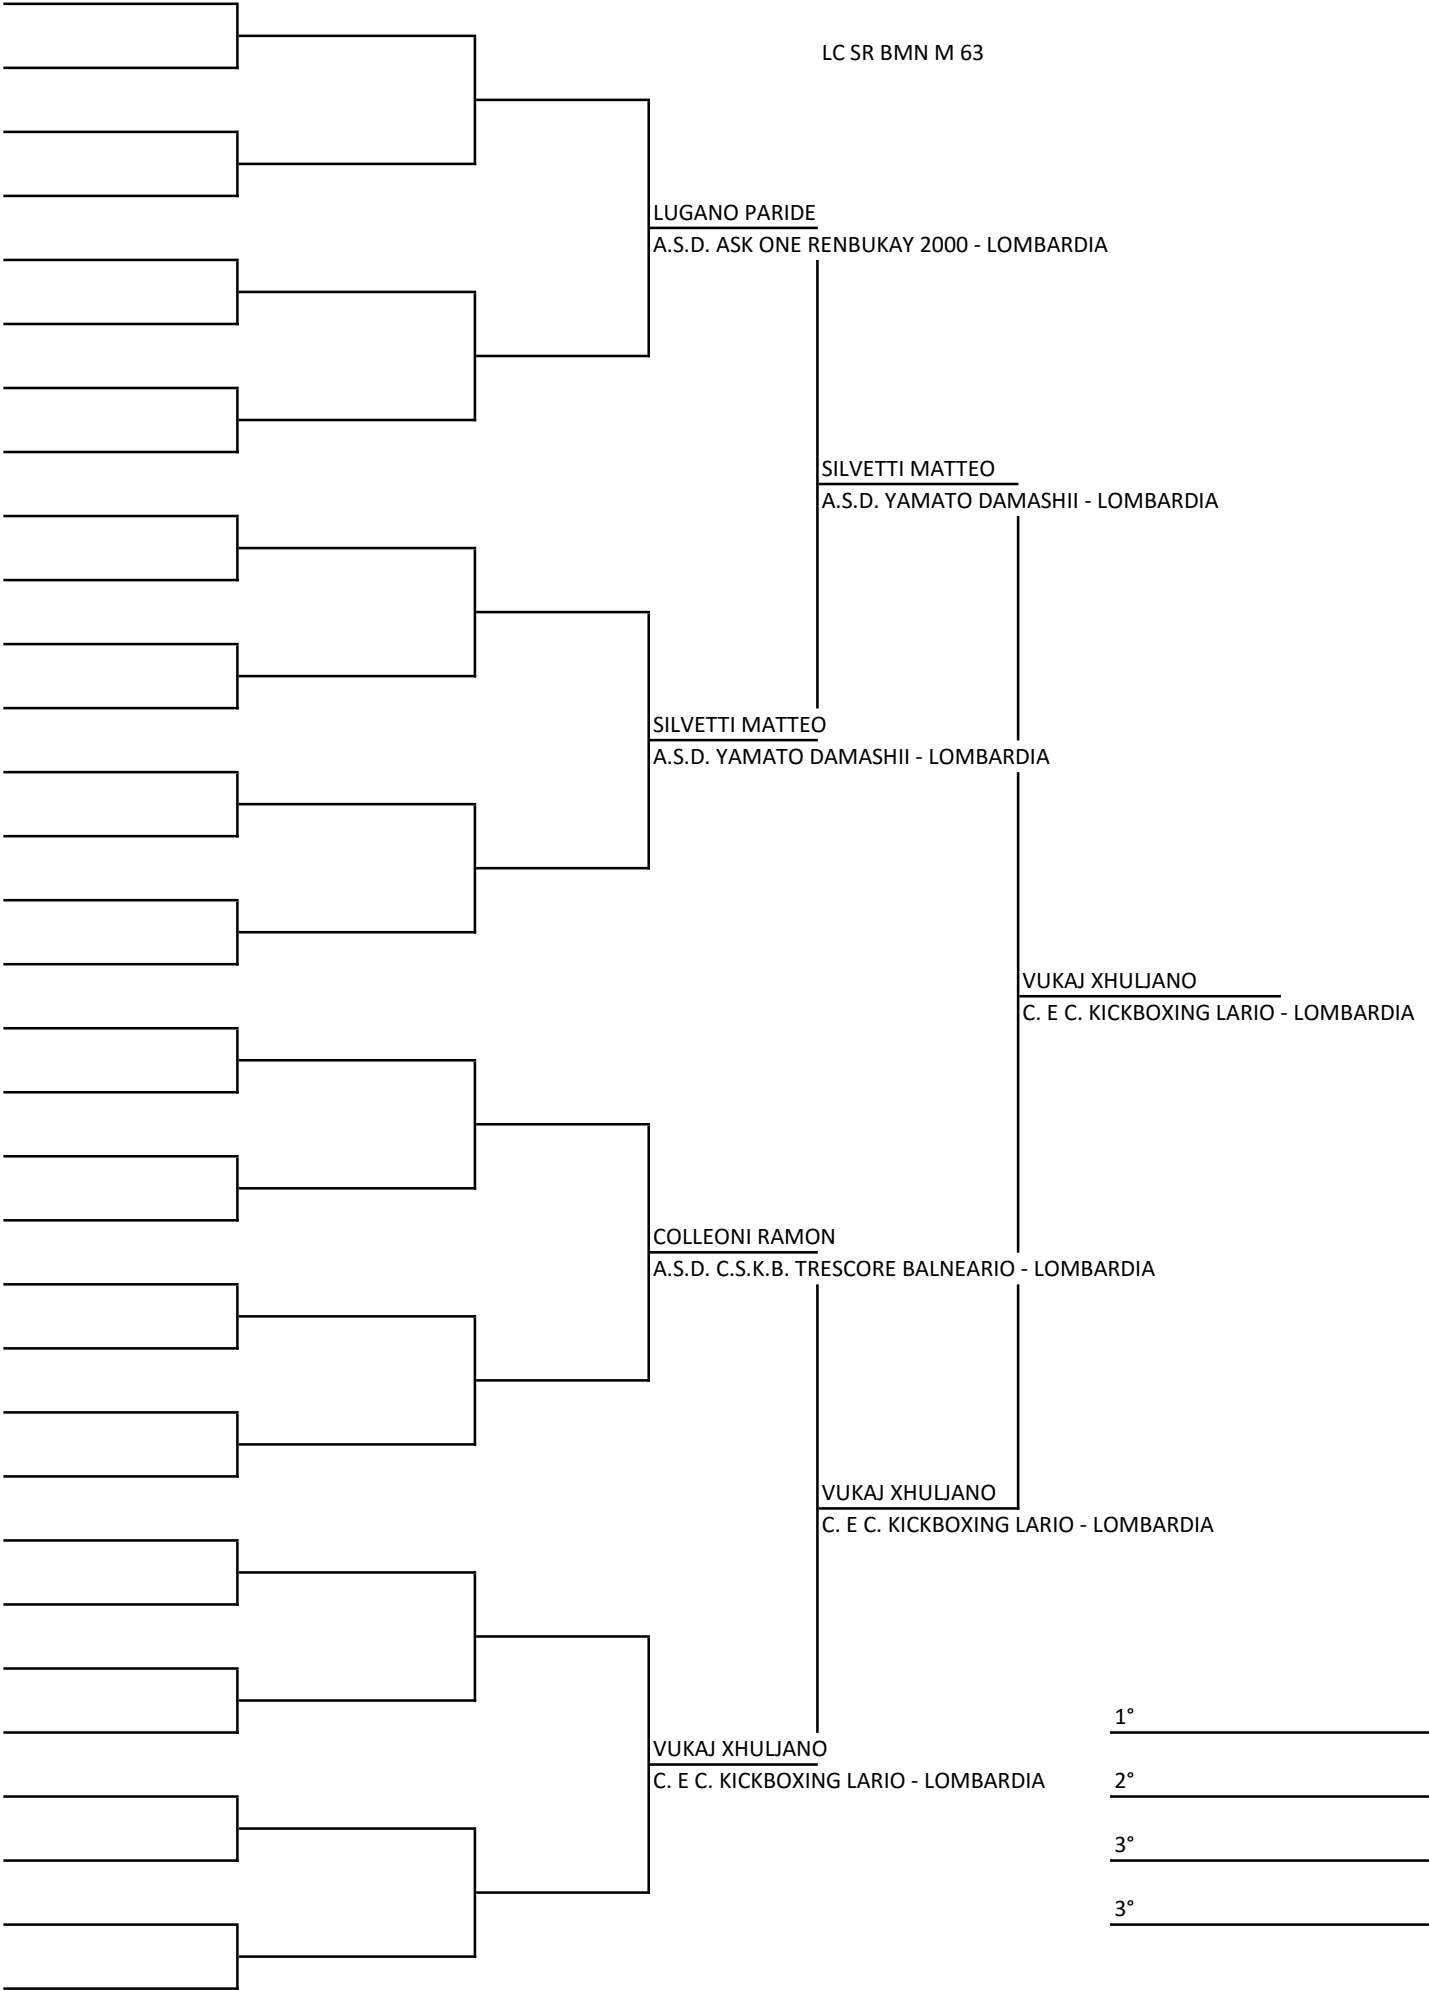 LC SR BMN M 63
LUGANO PARIDE
A.S.D. ASK ONE RENBUKAY 2000 - LOMBARDIA
SILVETTI MATTEO
A.S.D. YAMATO DAMASHII - LOMBARDIA
SILVETTI MATTEO
A.S.D. YAMATO DAMASHII - LOMBARDIA
VUKAJ XHULJANO
C. E C. KICKBOXING LARIO - LOMBARDIA
COLLEONI RAMON
A.S.D. C.S.K.B. TRESCORE BALNEARIO - LOMBARDIA
VUKAJ XHULJANO
C. E C. KICKBOXING LARIO - LOMBARDIA
1°
VUKAJ XHULJANO
C. E C. KICKBOXING LARIO - LOMBARDIA
2°
3°
3°